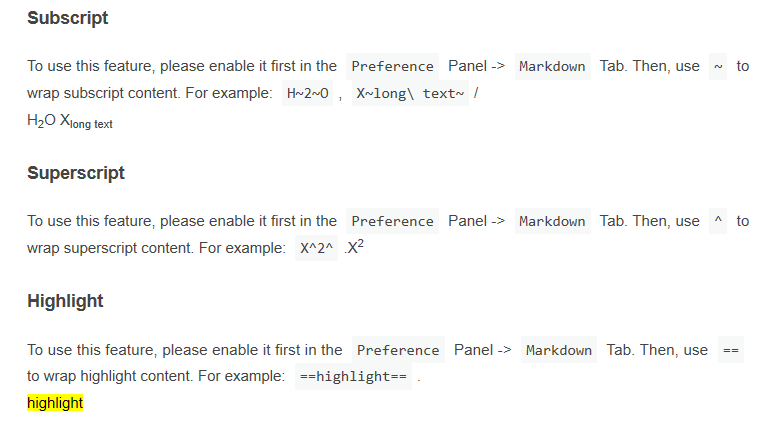 Subscript
To use this feature, please enable it first in the Preference Panel -> Markdown Tab. Then, use ~ to
wrap subscript content. For example: H~2~O , X~long\ text~ /
H₂O Xlong text
Superscript
To use this feature, please enable it first in the Preference Panel -> Markdown Tab. Then, use ^ to
wrap superscript content. For example: X^2^ .X²
Highlight
To use this feature, please enable it first in the Preference Panel -> Markdown Tab. Then, use ==
to wrap highlight content. For example: ==highlight== .
highlight